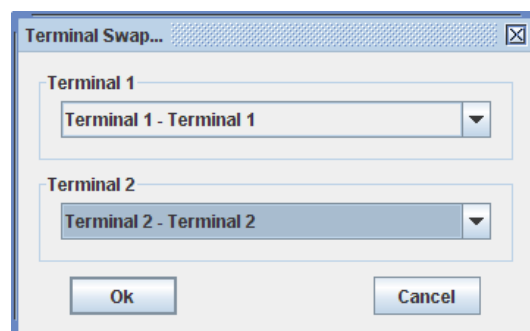 Terminal Swap...
Terminal 1
Terminal 1 - Terminal 1
Terminal 2
Terminal 2 - Terminal 2
Ok Cancel